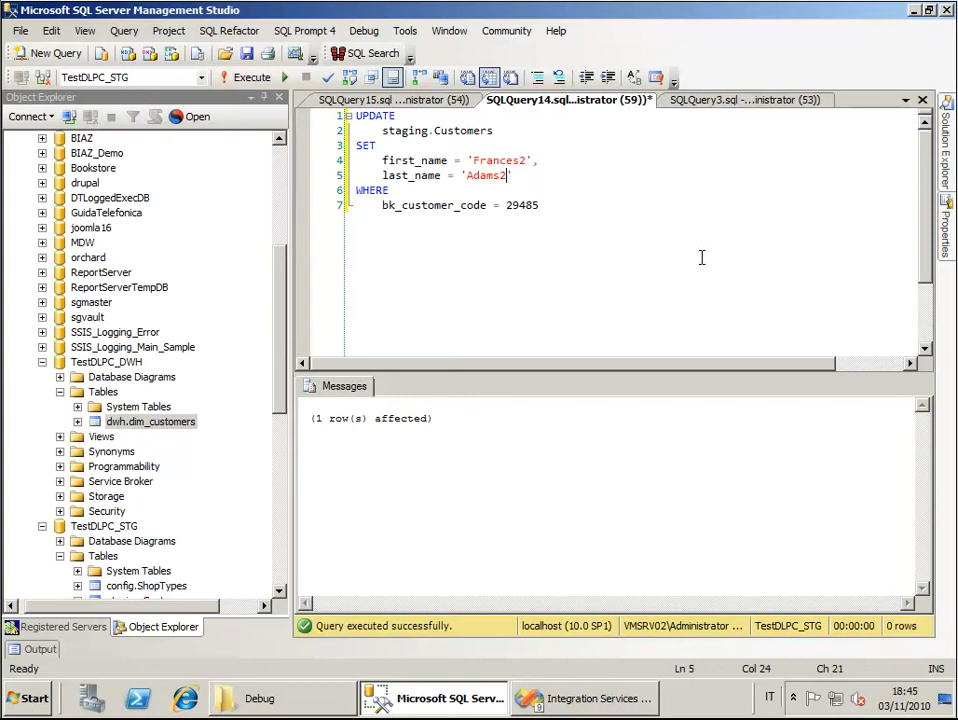 Microsoft SQL Server Management Studio
File Edit View Query Project SQL Refactor SQL Prompt 4 Debug Tools Window Community Help
New Query SQL Search
TestDLPC_STG Execute
Object Explorer
SQLQuery15.sql ...nistrator (54)) SQLQuery14.sql...istrator (59))* SQLQuery3.sql -...inistrator (53))
Connect Open
BIAZ
BIAZ_Demo
Bookstore
drupal
DTLoggedExecDB
GuidaTelefonica
joomla16
MDW
orchard
ReportServer
ReportServerTempDB
sgmaster
sgvault
SSIS_Logging_Error
SSIS_Logging_Main_Sample
TestDLPC_DWH
Database Diagrams
Tables
System Tables
dwh.dim_customers
Views
Synonyms
Programmability
Service Broker
Storage
Security
TestDLPC_STG
Database Diagrams
Tables
System Tables
config.ShopTypes
1 UPDATE
2 staging.Customers
3 SET
4 first_name = 'Frances2',
5 last_name = 'Adams2'
6 WHERE
7 bk_customer_code = 29485
Solution Explorer
Properties
Messages
(1 row(s) affected)
Query executed successfully. localhost (10.0 SP1) VMSRV02\Administrator ... TestDLPC_STG 00:00:00 0 rows
Registered Servers Object Explorer
Output
Ready Ln 5 Col 24 Ch 21 INS
Start Debug Microsoft SQL Serv... Integration Services ... IT 18:45
03/11/2010